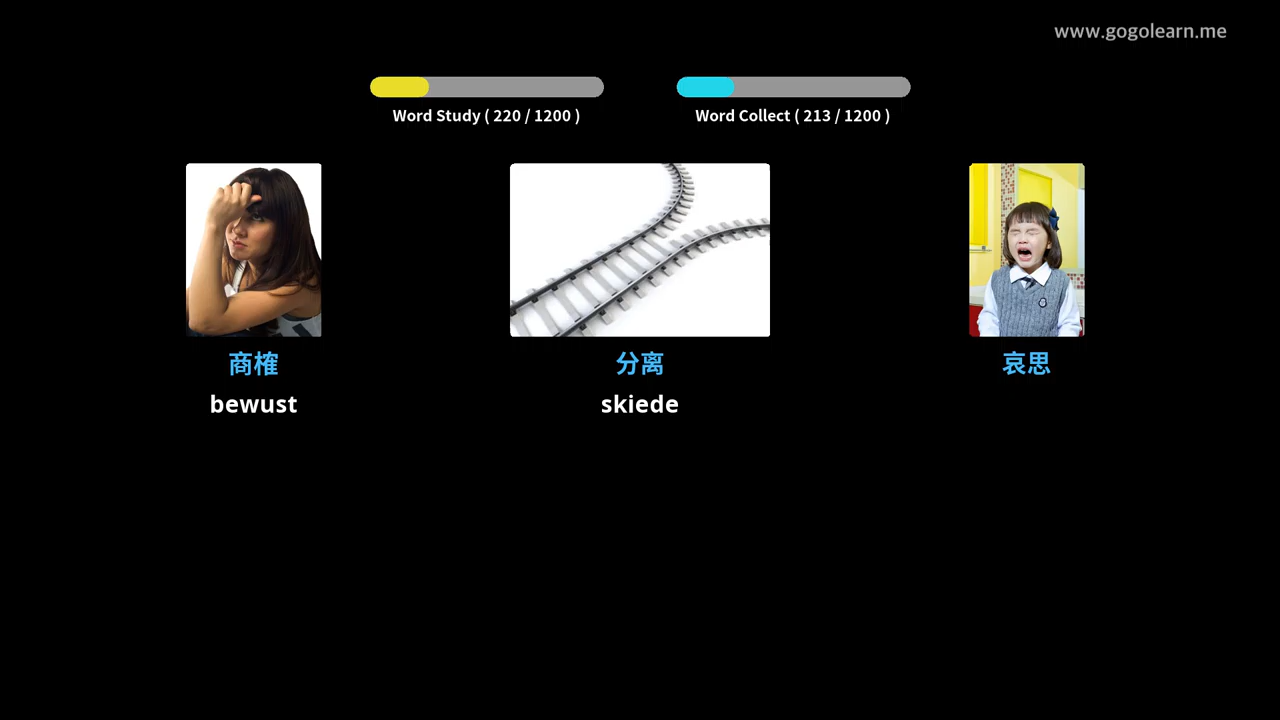 www.gogolearn.me
Word Study ( 220 / 1200 )
Word Collect ( 213 / 1200 )
商榷
分离
哀思
bewust
skiede